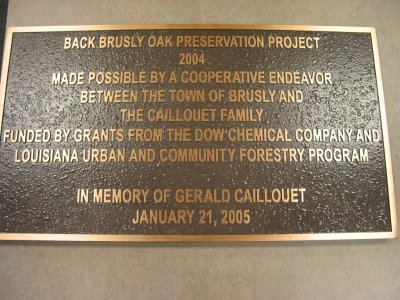 BACK BRUSLY OAK PRESERVATION PROJECT
2004
MADE POSSIBLE BY A COOPERATIVE ENDEAVOR
BETWEEN THE TOWN OF BRUSLY AND
THE CAILLOUET FAMILY
FUNDED BY GRANTS FROM THE DOW CHEMICAL COMPANY AND
LOUISIANA URBAN AND COMMUNITY FORESTRY PROGRAM
IN MEMORY OF GERALD CAILLOUET
JANUARY 21, 2005